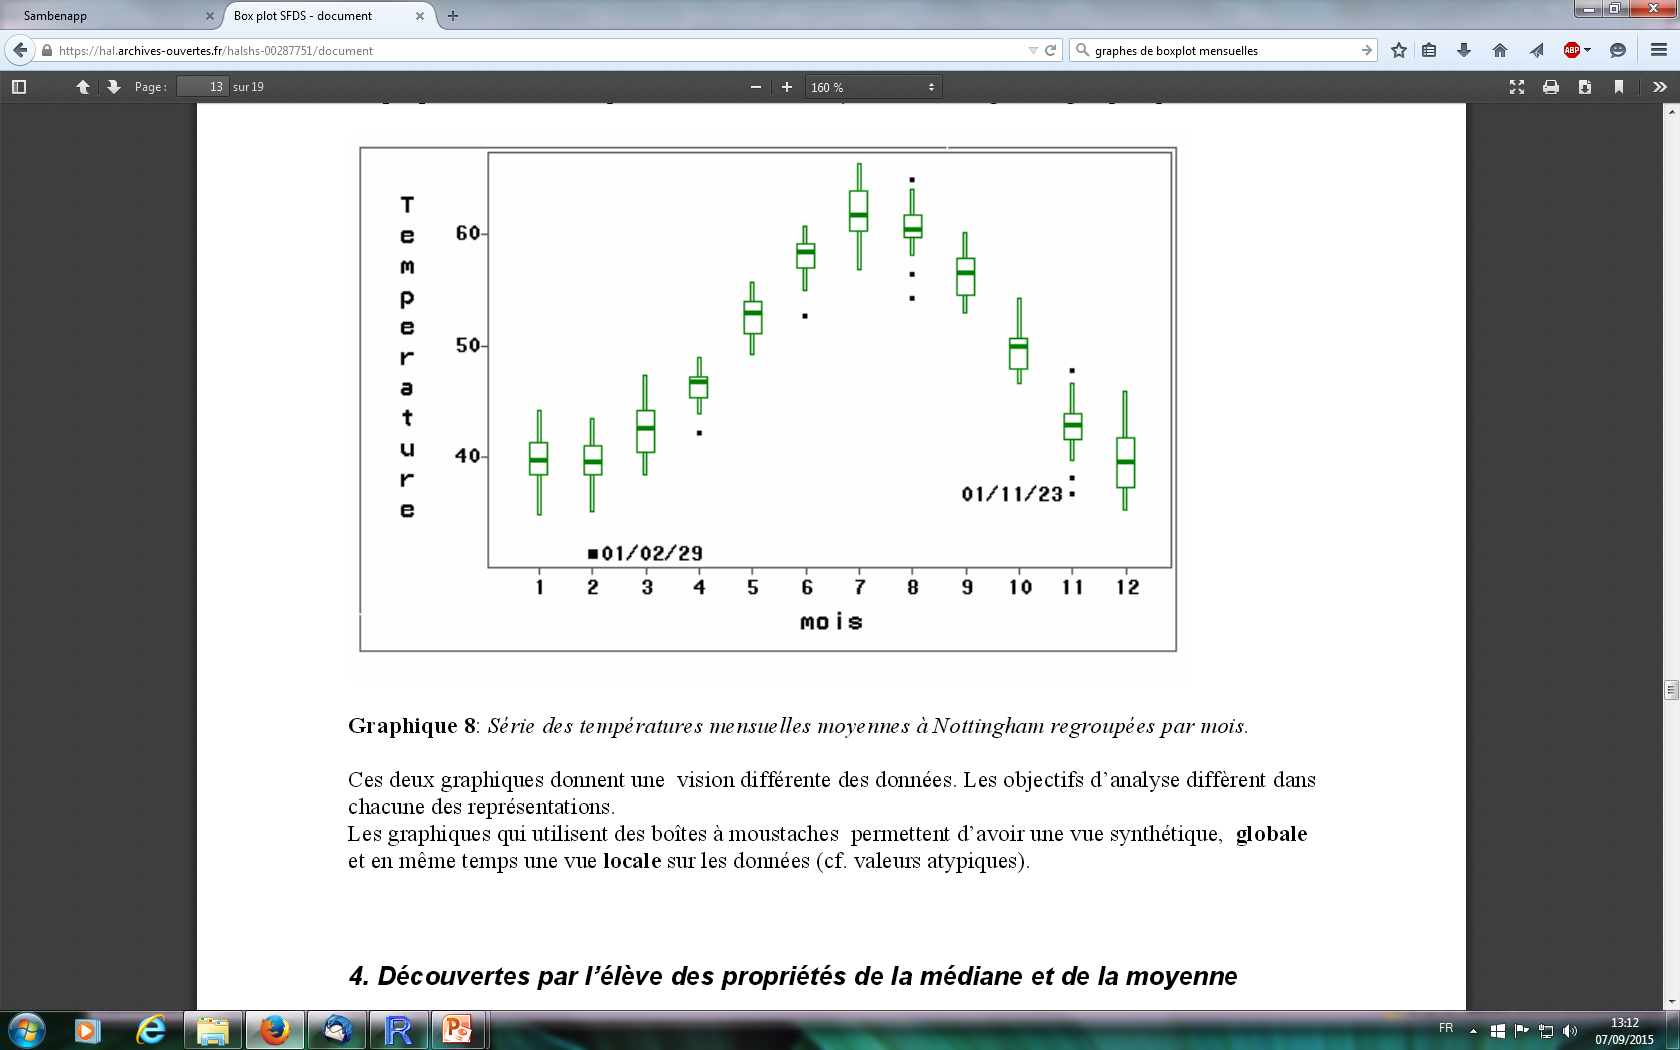 Sambenapp
Box plot SFDS - document
https://hal.archives-ouvertes.fr/halshs-00287751/document
graphes de boxplot mensuelles
ABP
Page :
13
sur 19
160 %
Temperature
60
50
40
01/11/23
01/02/29
1 2 3 4 5 6 7 8 9 10 11 12
mois
Graphique 8: Série des températures mensuelles moyennes à Nottingham regroupées par mois.
Ces deux graphiques donnent une vision différente des données. Les objectifs d’analyse diffèrent dans
chacune des représentations.
Les graphiques qui utilisent des boîtes à moustaches permettent d’avoir une vue synthétique, globale
et en même temps une vue locale sur les données (cf. valeurs atypiques).
4. Découvertes par l’élève des propriétés de la médiane et de la moyenne
FR
13:12
07/09/2015